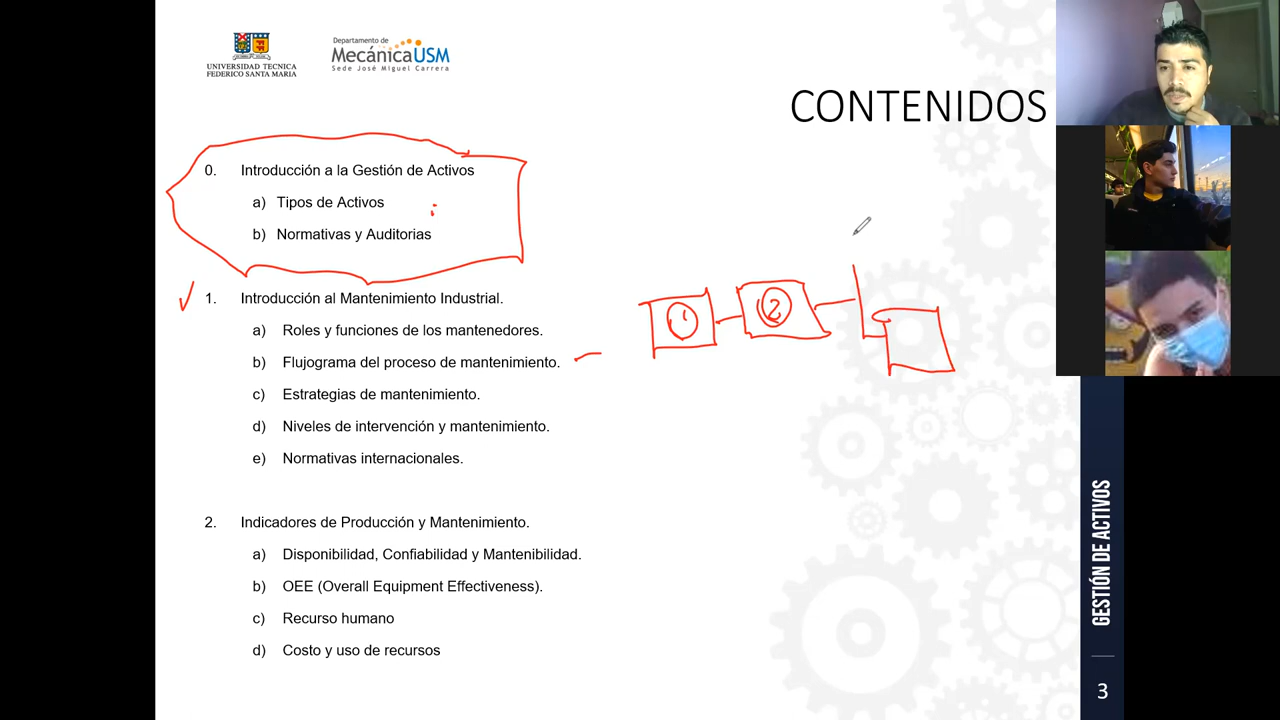 UNIVERSIDAD TECNICA
FEDERICO SANTA MARIA
Departamento de
MecánicaUSM
Sede José Miguel Carrera
CONTENIDOS
0. Introducción a la Gestión de Activos
a) Tipos de Activos
b) Normativas y Auditorias
1. Introducción al Mantenimiento Industrial.
a) Roles y funciones de los mantenedores.
b) Flujograma del proceso de mantenimiento.
c) Estrategias de mantenimiento.
d) Niveles de intervención y mantenimiento.
e) Normativas internacionales.
2. Indicadores de Producción y Mantenimiento.
a) Disponibilidad, Confiabilidad y Mantenibilidad.
b) OEE (Overall Equipment Effectiveness).
c) Recurso humano
d) Costo y uso de recursos
1
2
GESTIÓN DE ACTIVOS
3